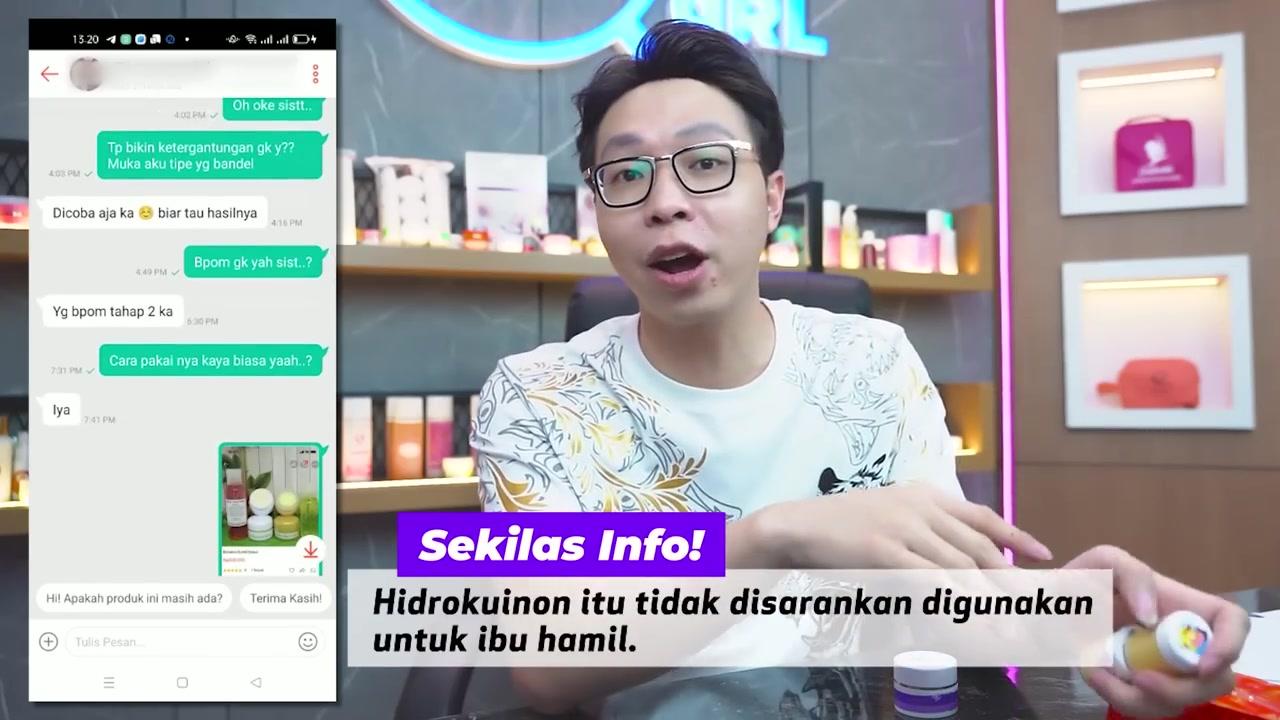 13.20
Oh oke sistt..
4:02 PM
Tp bikin ketergantungan gk y??
Muka aku tipe yg bandel
4:03 PM
Dicoba aja ka ☺️ biar tau hasilnya
4:16 PM
Bpom gk yah sist..?
4:49 PM
Yg bpom tahap 2 ka
6:30 PM
Cara pakai nya kaya biasa yaah..?
7:31 PM
Iya
7:41 PM
Hi! Apakah produk ini masih ada?
Terima Kasih!
Tulis Pesan...
Sekilas Info!
Hidrokuinon itu tidak disarankan digunakan
untuk ibu hamil.